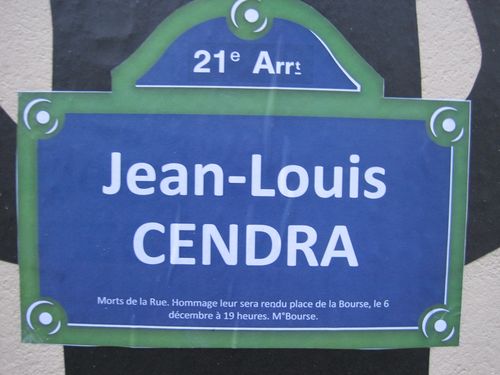 21e Arrt
Jean-Louis
CENDRA
Morts de la Rue. Hommage leur sera rendu place de la Bourse, le 6
décembre à 19 heures. M°Bourse.